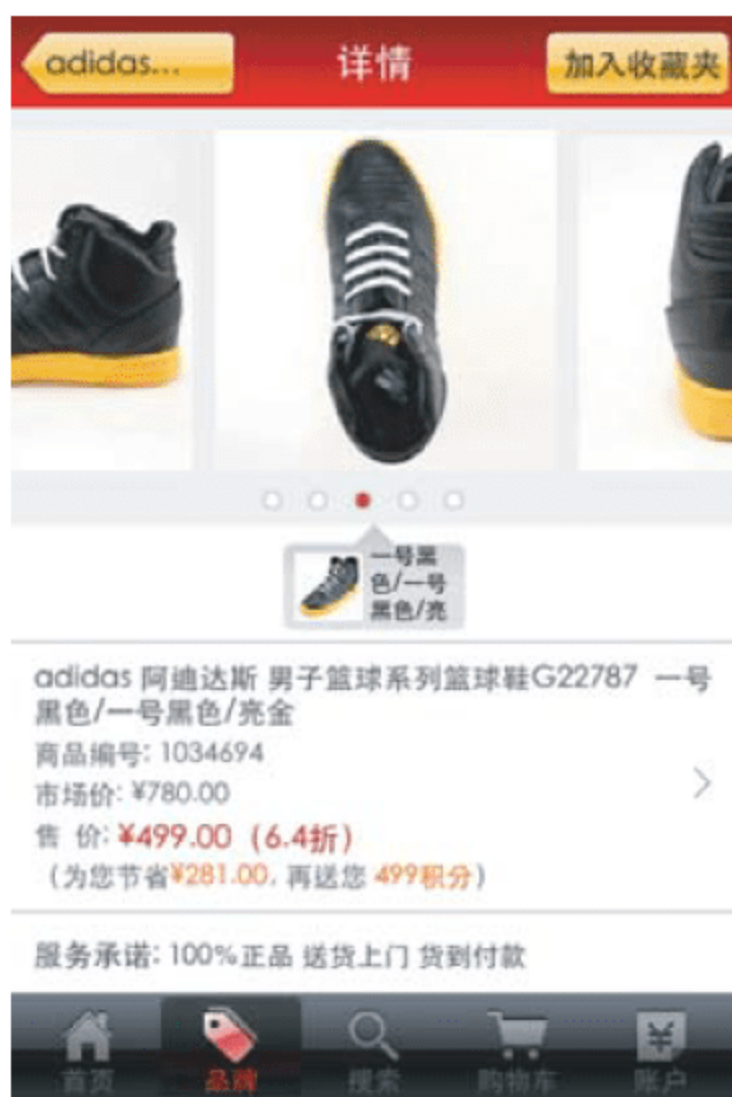 adidas...
详情
加入收藏夹
一号黑
色/一号
黑色/亮
adidas 阿迪达斯 男子篮球系列篮球鞋G22787 一号
黑色/一号黑色/亮金
商品编号: 1034694
市场价: ¥780.00
售 价: ¥499.00（6.4折）
（为您节省¥281.00, 再送您 499积分）
服务承诺: 100%正品 送货上门 货到付款
首页
品牌
搜索
购物车
账户